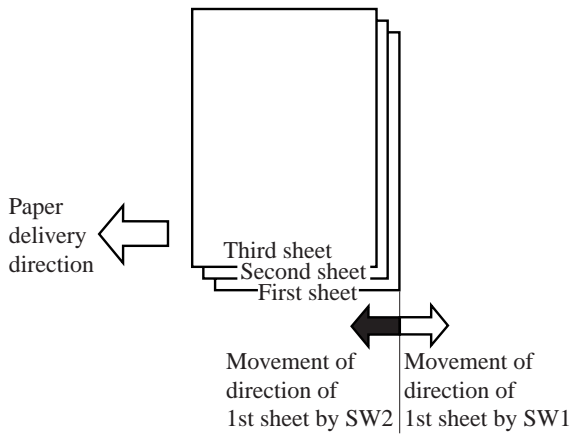 Third sheet
Second sheet
First sheet
Paper
delivery
direction
Movement of
direction of
1st sheet by SW2
Movement of
direction of
1st sheet by SW1